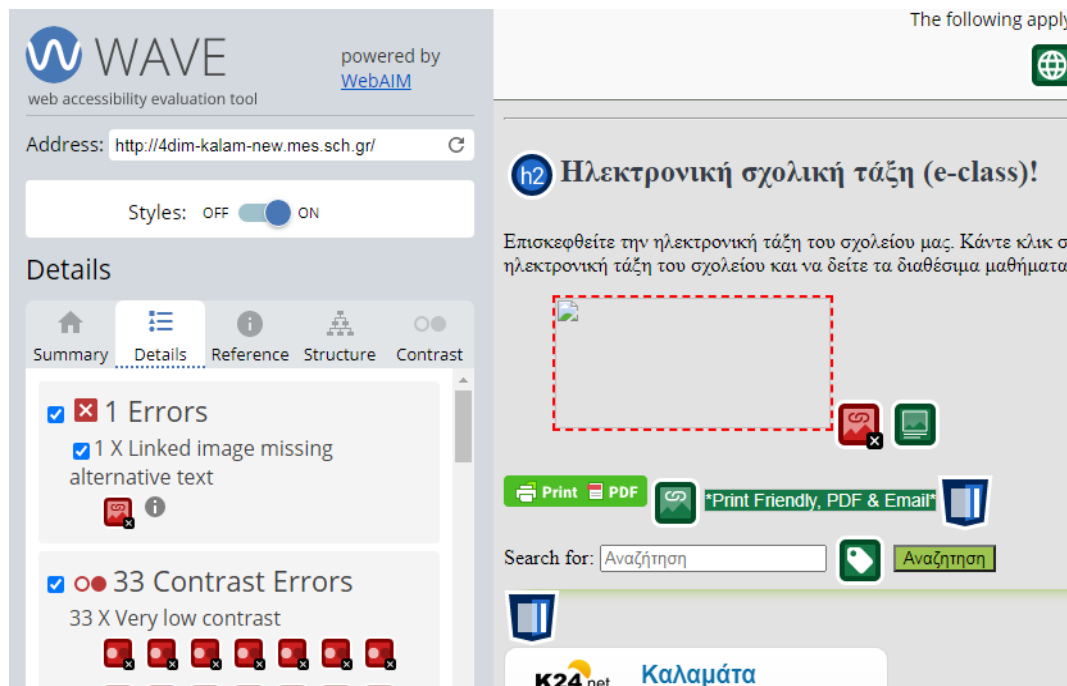 WAVE
powered by
WebAIM
web accessibility evaluation tool
Address: http://4dim-kalam-new.mes.sch.gr/
Styles: OFF ON
Details
Summary Details Reference Structure Contrast
1 Errors
1 X Linked image missing
alternative text
33 Contrast Errors
33 X Very low contrast
The following apply
h2 Ηλεκτρονική σχολική τάξη (e-class)!
Επισκεφθείτε την ηλεκτρονική τάξη του σχολείου μας. Κάντε κλικ σ
ηλεκτρονική τάξη του σχολείου και να δείτε τα διαθέσιμα μαθήματα
Print PDF *Print Friendly, PDF & Email*
Search for: Αναζήτηση Αναζητηση
K24.net Καλαμάτα